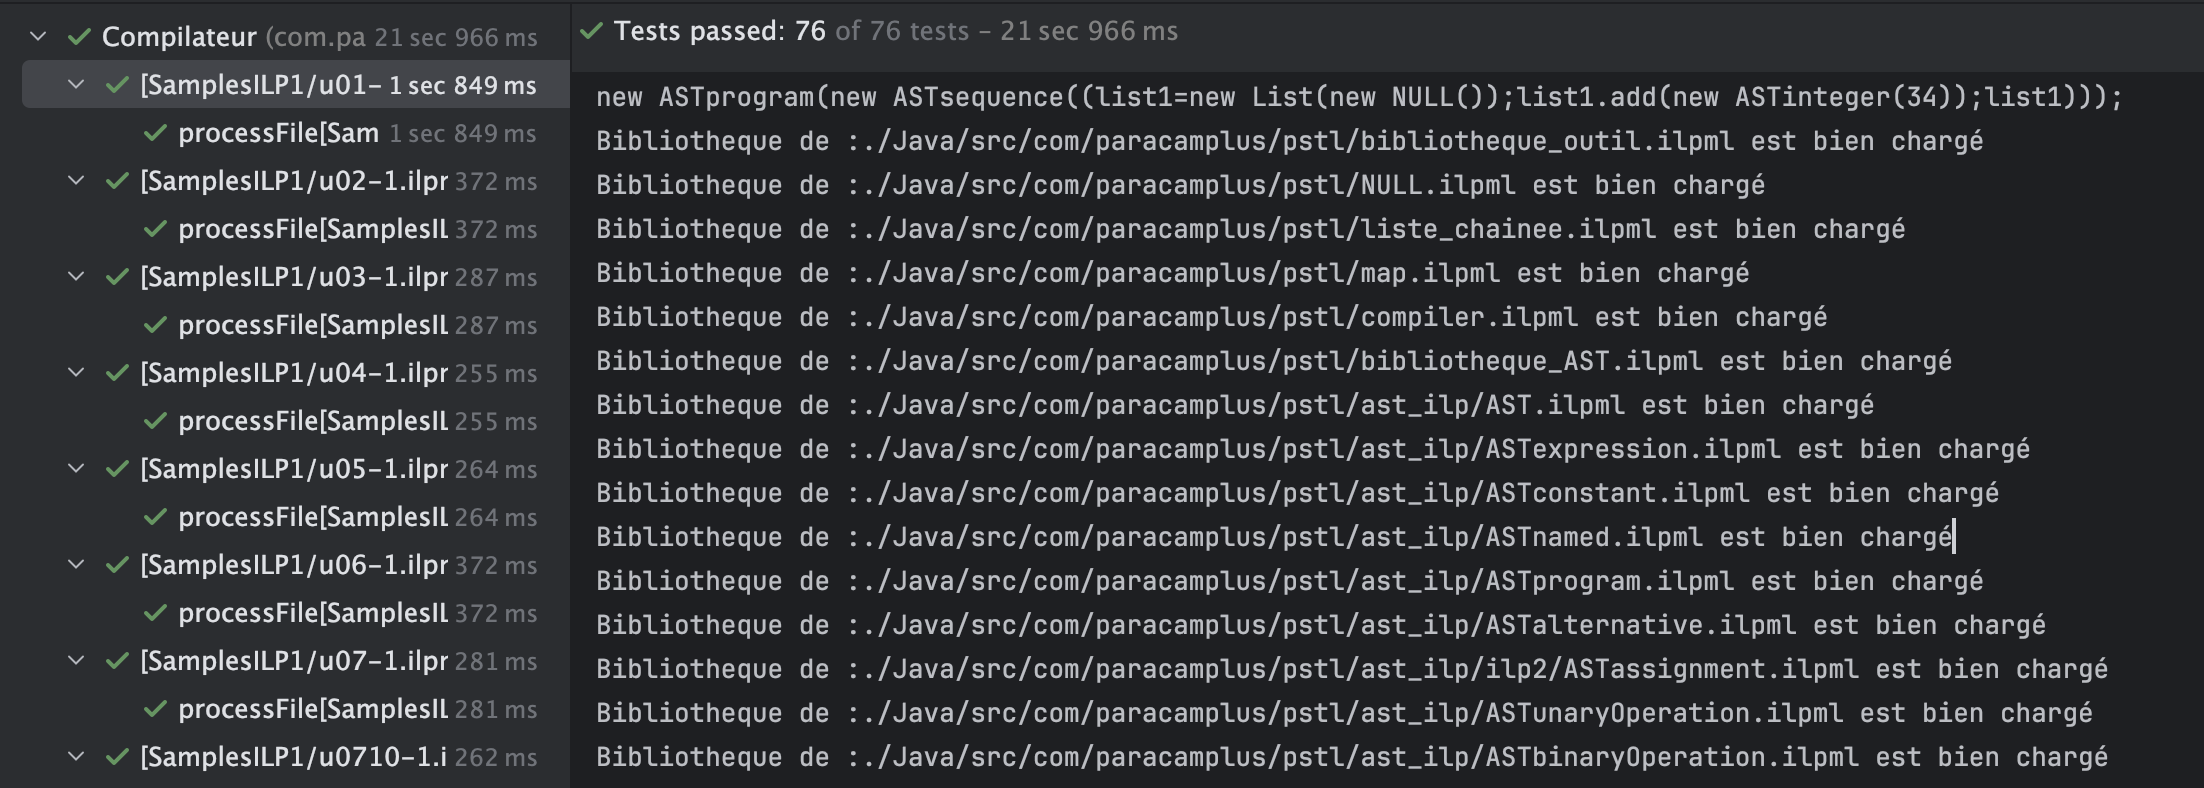 Compilateur (com.pa 21 sec 966 ms
[SamplesILP1/u01- 1 sec 849 ms
processFile[Sam 1 sec 849 ms
[SamplesILP1/u02-1.ilpr 372 ms
processFile[SamplesIL 372 ms
[SamplesILP1/u03-1.ilpr 287 ms
processFile[SamplesIL 287 ms
[SamplesILP1/u04-1.ilpr 255 ms
processFile[SamplesIL 255 ms
[SamplesILP1/u05-1.ilpr 264 ms
processFile[SamplesIL 264 ms
[SamplesILP1/u06-1.ilpr 372 ms
processFile[SamplesIL 372 ms
[SamplesILP1/u07-1.ilpr 281 ms
processFile[SamplesIL 281 ms
[SamplesILP1/u0710-1.i 262 ms
Tests passed: 76 of 76 tests – 21 sec 966 ms
new ASTprogram(new ASTsequence((list1=new List(new NULL());list1.add(new ASTinteger(34));list1)));
Bibliotheque de :./Java/src/com/paracamplus/pstl/bibliotheque_outil.ilpml est bien chargé
Bibliotheque de :./Java/src/com/paracamplus/pstl/NULL.ilpml est bien chargé
Bibliotheque de :./Java/src/com/paracamplus/pstl/liste_chainee.ilpml est bien chargé
Bibliotheque de :./Java/src/com/paracamplus/pstl/map.ilpml est bien chargé
Bibliotheque de :./Java/src/com/paracamplus/pstl/compiler.ilpml est bien chargé
Bibliotheque de :./Java/src/com/paracamplus/pstl/bibliotheque_AST.ilpml est bien chargé
Bibliotheque de :./Java/src/com/paracamplus/pstl/ast_ilp/AST.ilpml est bien chargé
Bibliotheque de :./Java/src/com/paracamplus/pstl/ast_ilp/ASTexpression.ilpml est bien chargé
Bibliotheque de :./Java/src/com/paracamplus/pstl/ast_ilp/ASTconstant.ilpml est bien chargé
Bibliotheque de :./Java/src/com/paracamplus/pstl/ast_ilp/ASTnamed.ilpml est bien chargé
Bibliotheque de :./Java/src/com/paracamplus/pstl/ast_ilp/ASTprogram.ilpml est bien chargé
Bibliotheque de :./Java/src/com/paracamplus/pstl/ast_ilp/ASTalternative.ilpml est bien chargé
Bibliotheque de :./Java/src/com/paracamplus/pstl/ast_ilp/ilp2/ASTassignment.ilpml est bien chargé
Bibliotheque de :./Java/src/com/paracamplus/pstl/ast_ilp/ASTunaryOperation.ilpml est bien chargé
Bibliotheque de :./Java/src/com/paracamplus/pstl/ast_ilp/ASTbinaryOperation.ilpml est bien chargé